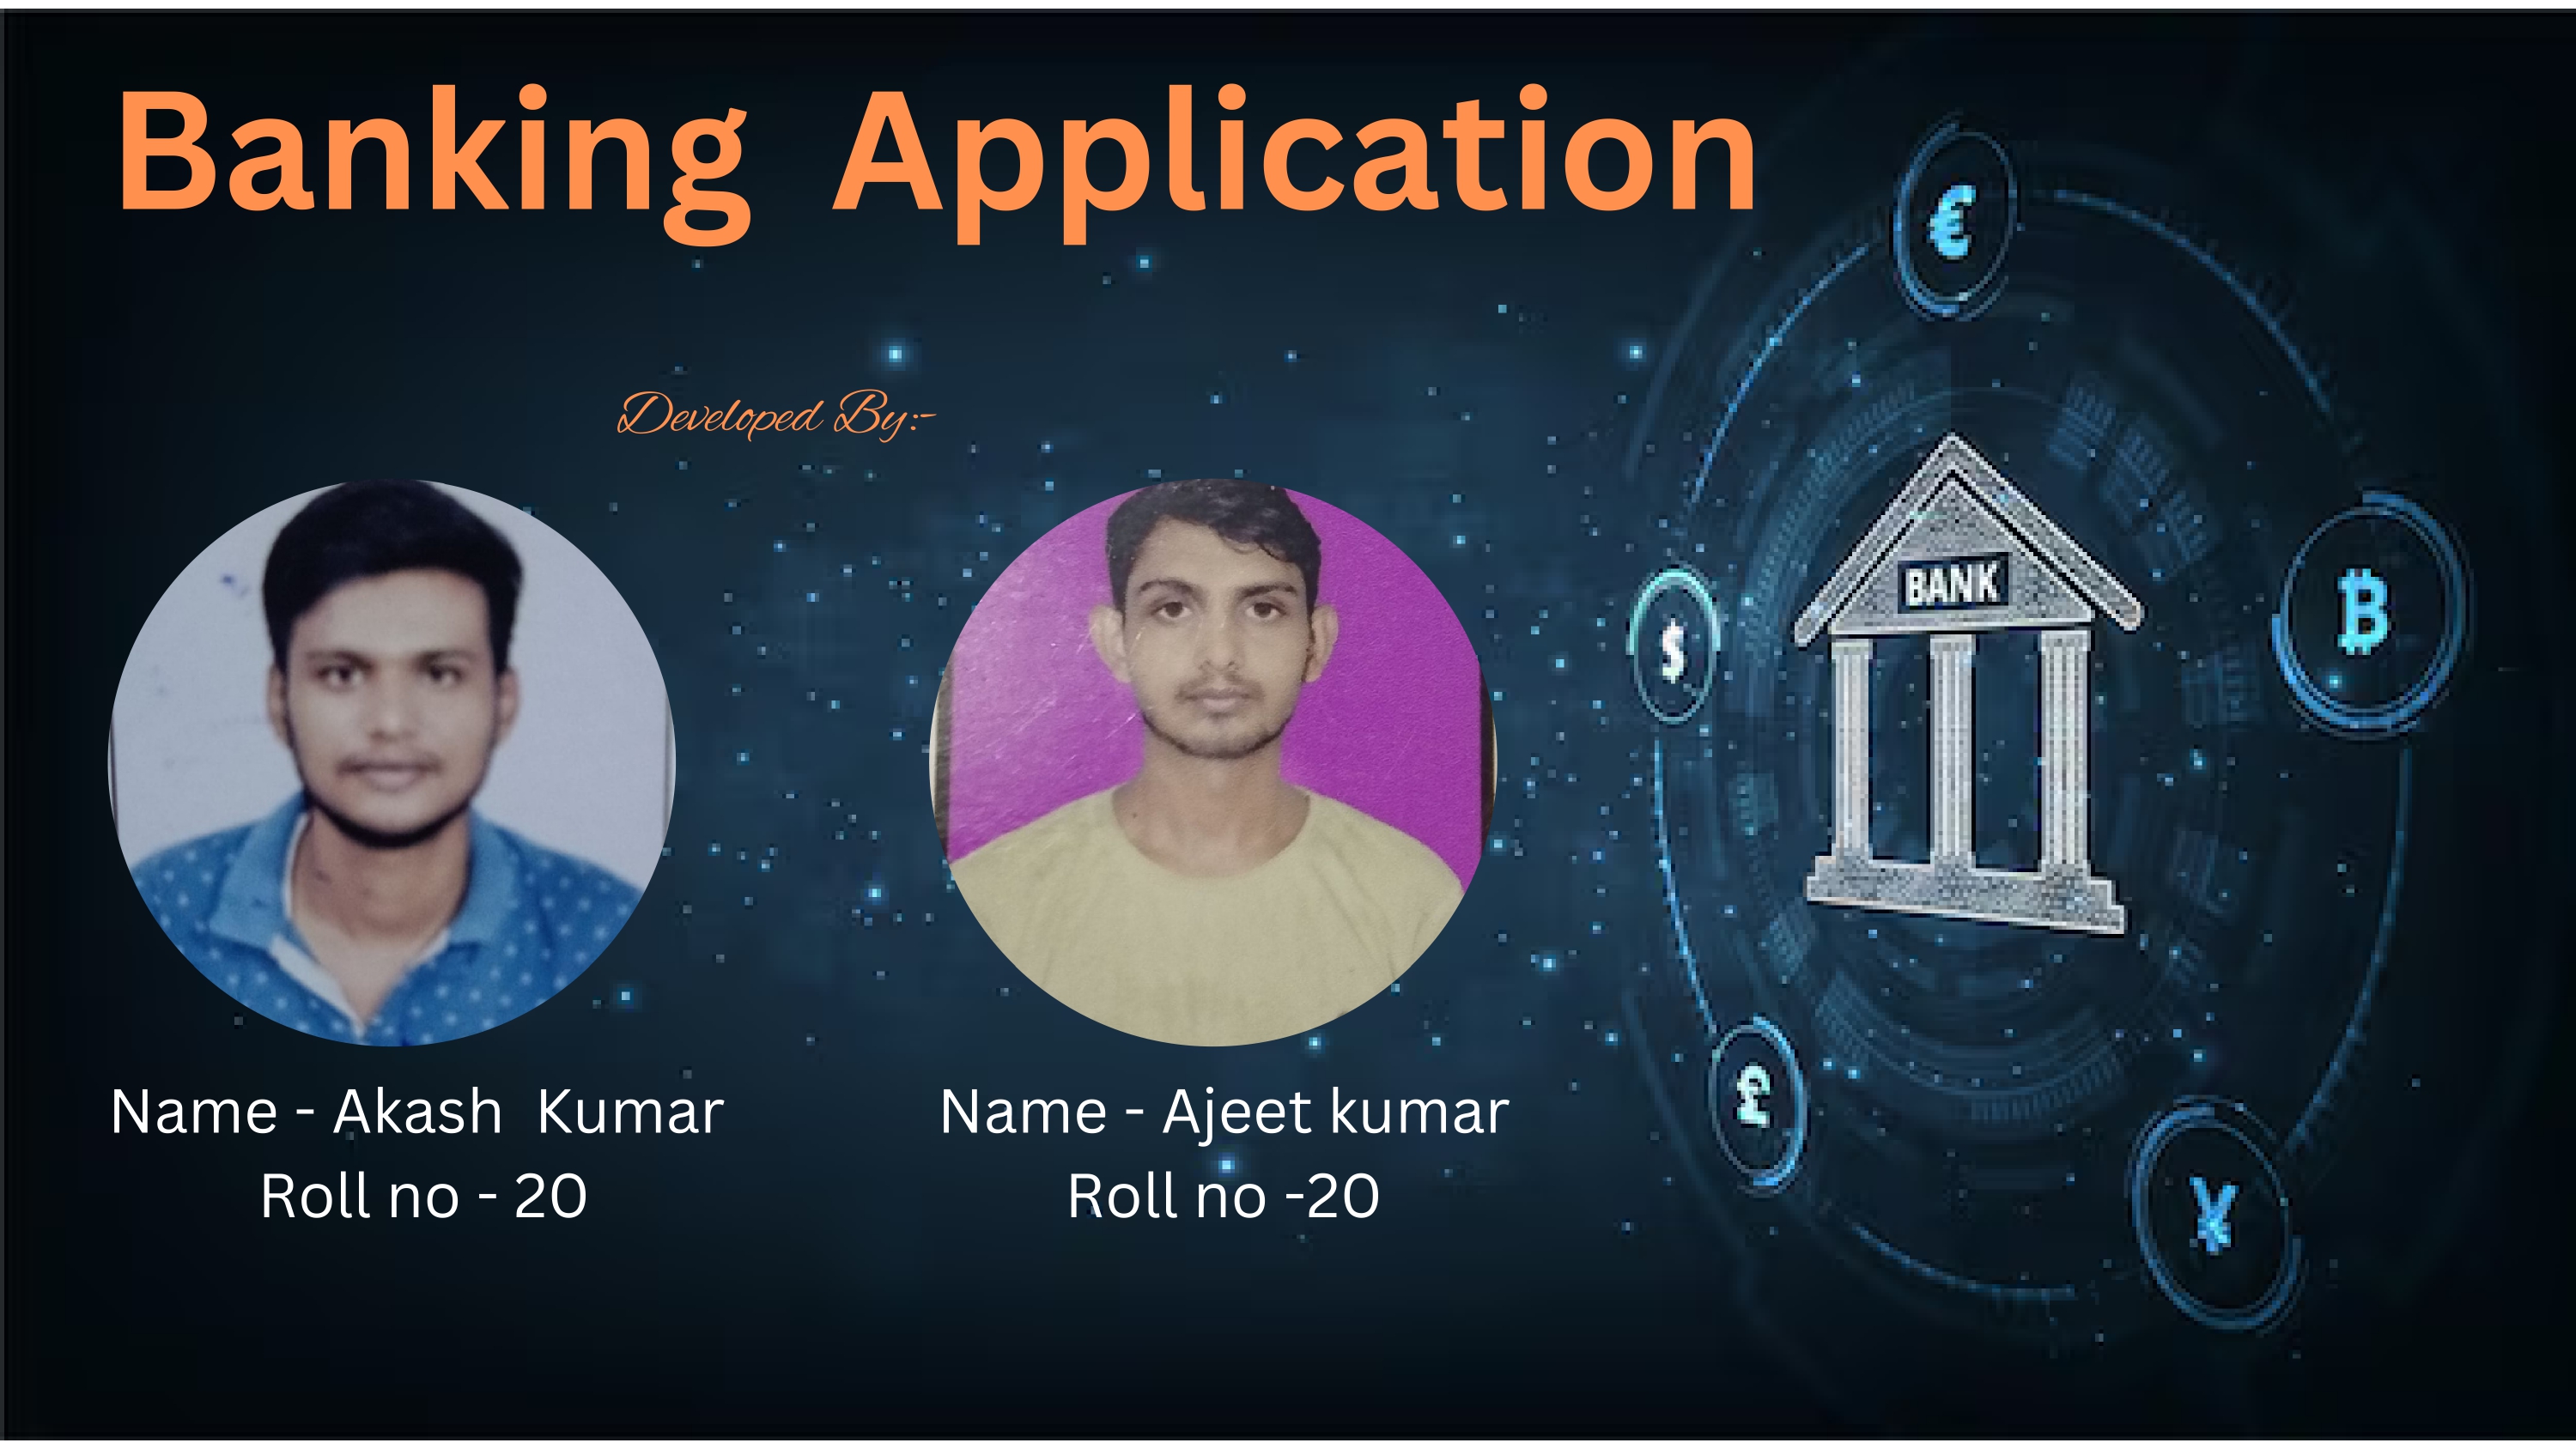 Banking  Application
Developed By:-
€
BANK
₿
$
Name - Akash  Kumar
Roll no - 20
Name - Ajeet kumar
Roll no -20
£
¥